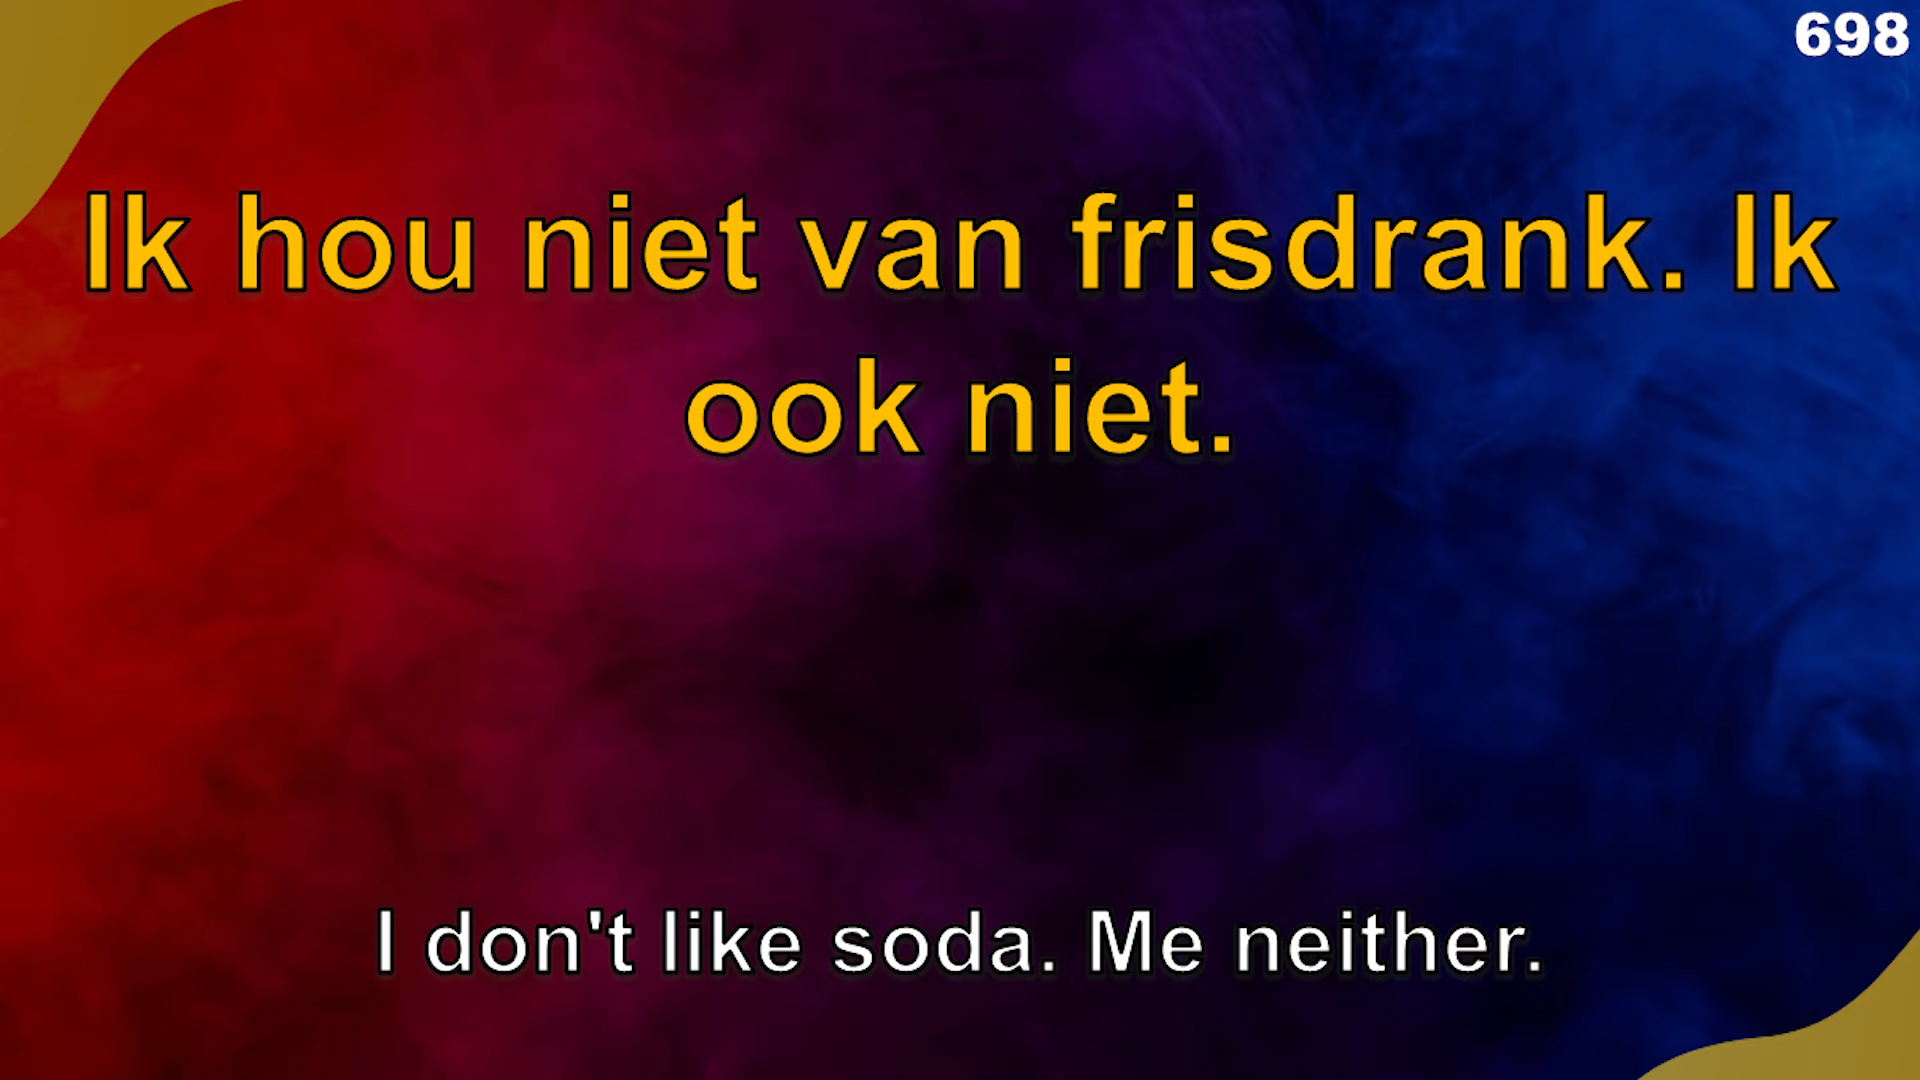 698
Ik hou niet van frisdrank. Ik
ook niet.
I don't like soda. Me neither.